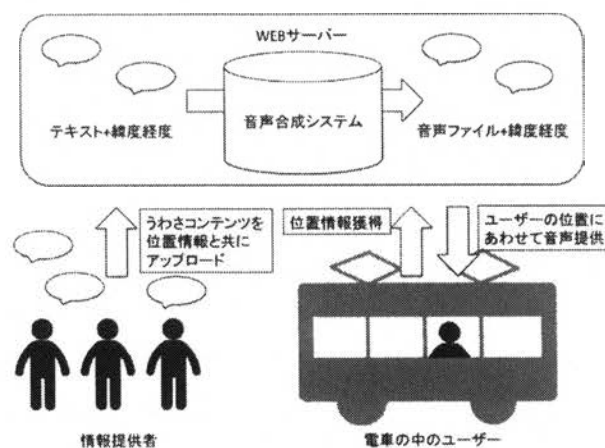 WEBサーバー
テキスト+緯度経度
音声合成システム
音声ファイル+緯度経度
うわさコンテンツを
位置情報と共に
アップロード
位置情報獲得
ユーザーの位置に
あわせて音声提供
情報提供者
電車の中のユーザー